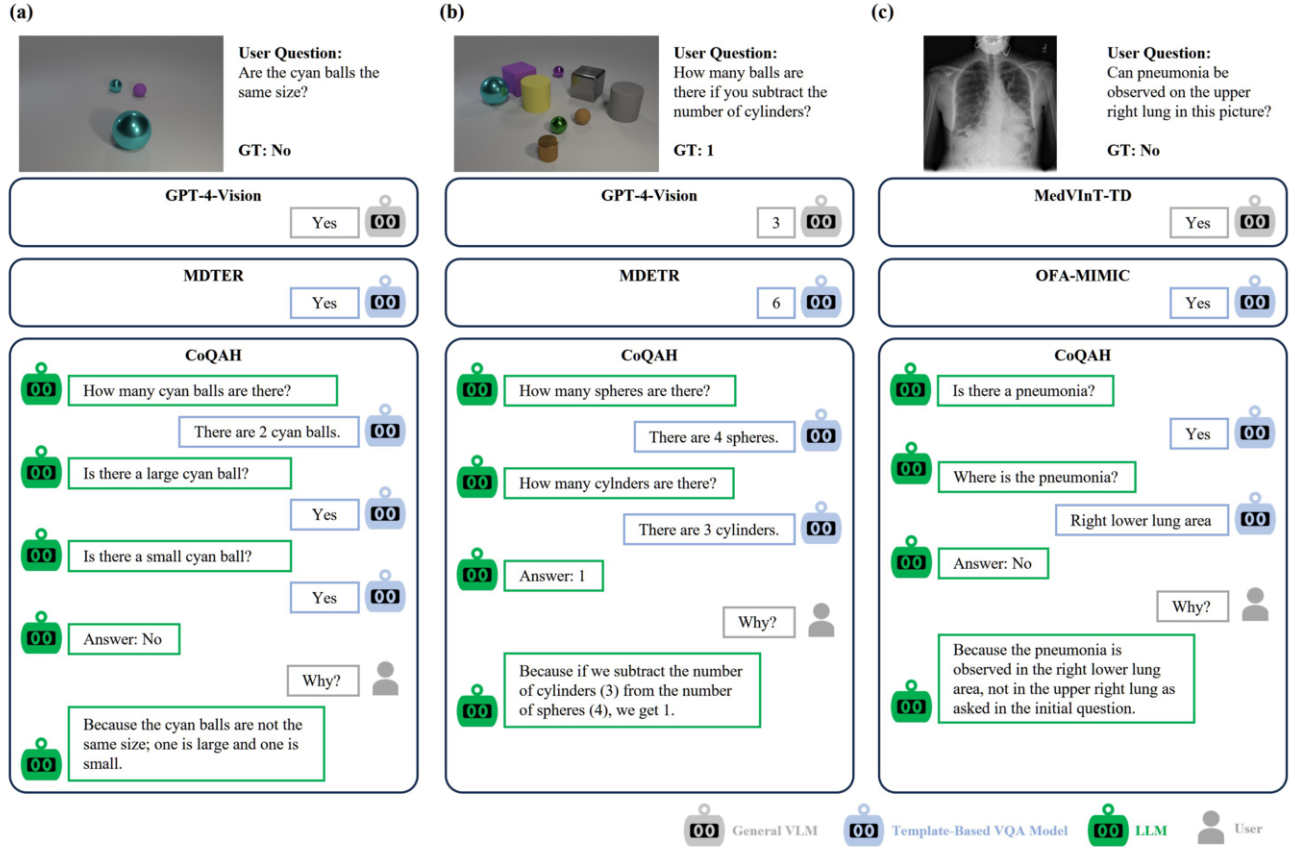 (a)
User Question:
Are the cyan balls the
same size?
GT: No
GPT-4-Vision
Yes
MDTER
Yes
CoQAH
How many cyan balls are there?
There are 2 cyan balls.
Is there a large cyan ball?
Yes
Is there a small cyan ball?
Yes
Answer: No
Why?
Because the cyan balls are not the
same size; one is large and one is
small.
(b)
User Question:
How many balls are
there if you subtract the
number of cylinders?
GT: 1
GPT-4-Vision
3
MDETR
6
CoQAH
How many spheres are there?
There are 4 spheres.
How many cylnders are there?
There are 3 cylinders.
Answer: 1
Why?
Because if we subtract the number
of cylinders (3) from the number
of spheres (4), we get 1.
(c)
User Question:
Can pneumonia be
observed on the upper
right lung in this picture?
GT: No
MedVInT-TD
Yes
OFA-MIMIC
Yes
CoQAH
Is there a pneumonia?
Yes
Where is the pneumonia?
Right lower lung area
Answer: No
Why?
Because the pneumonia is
observed in the right lower lung
area, not in the upper right lung as
asked in the initial question.
General VLM
Template-Based VQA Model
LLM
User